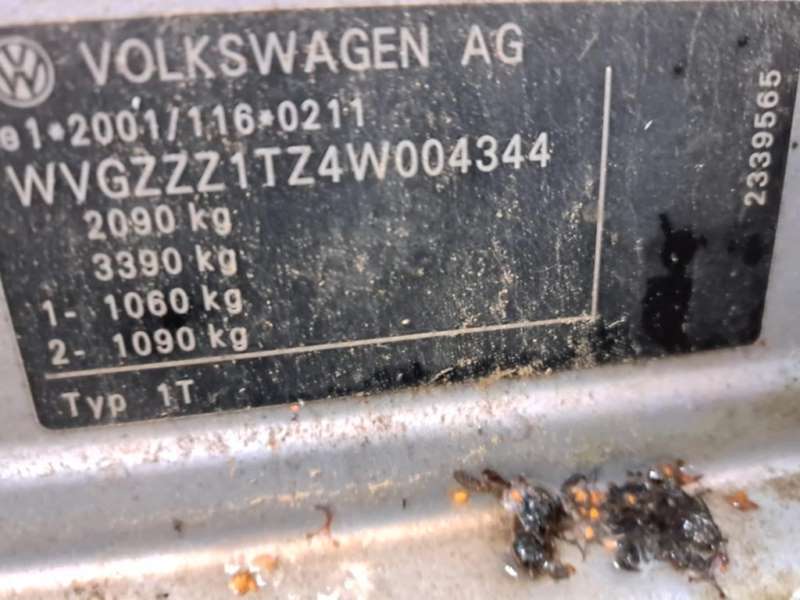 VOLKSWAGEN AG
e1*2001/116*0211
WVGZZZ1TZ4W004344
2090 kg
3390 kg
1- 1060 kg
2- 1090 kg
Typ 1T
2339565